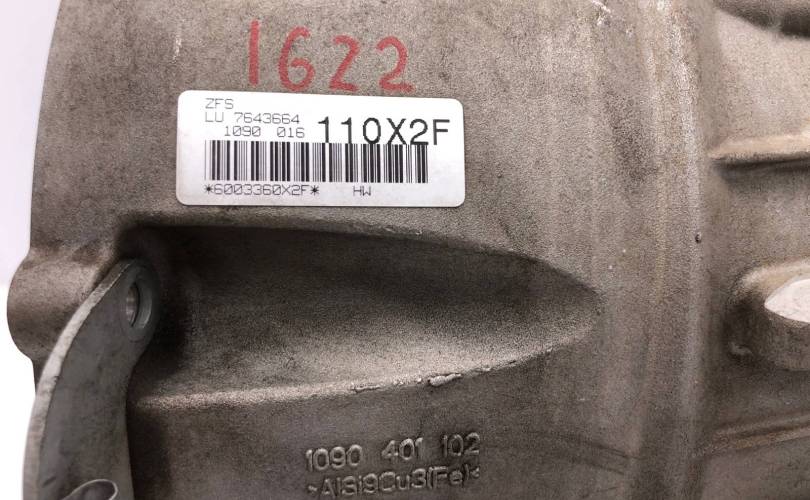 1622
ZFS
LU 7643664
1090 016 110X2F
*6003360X2F* HW
1090 401 102
>AlSi9Cu3(Fe)<